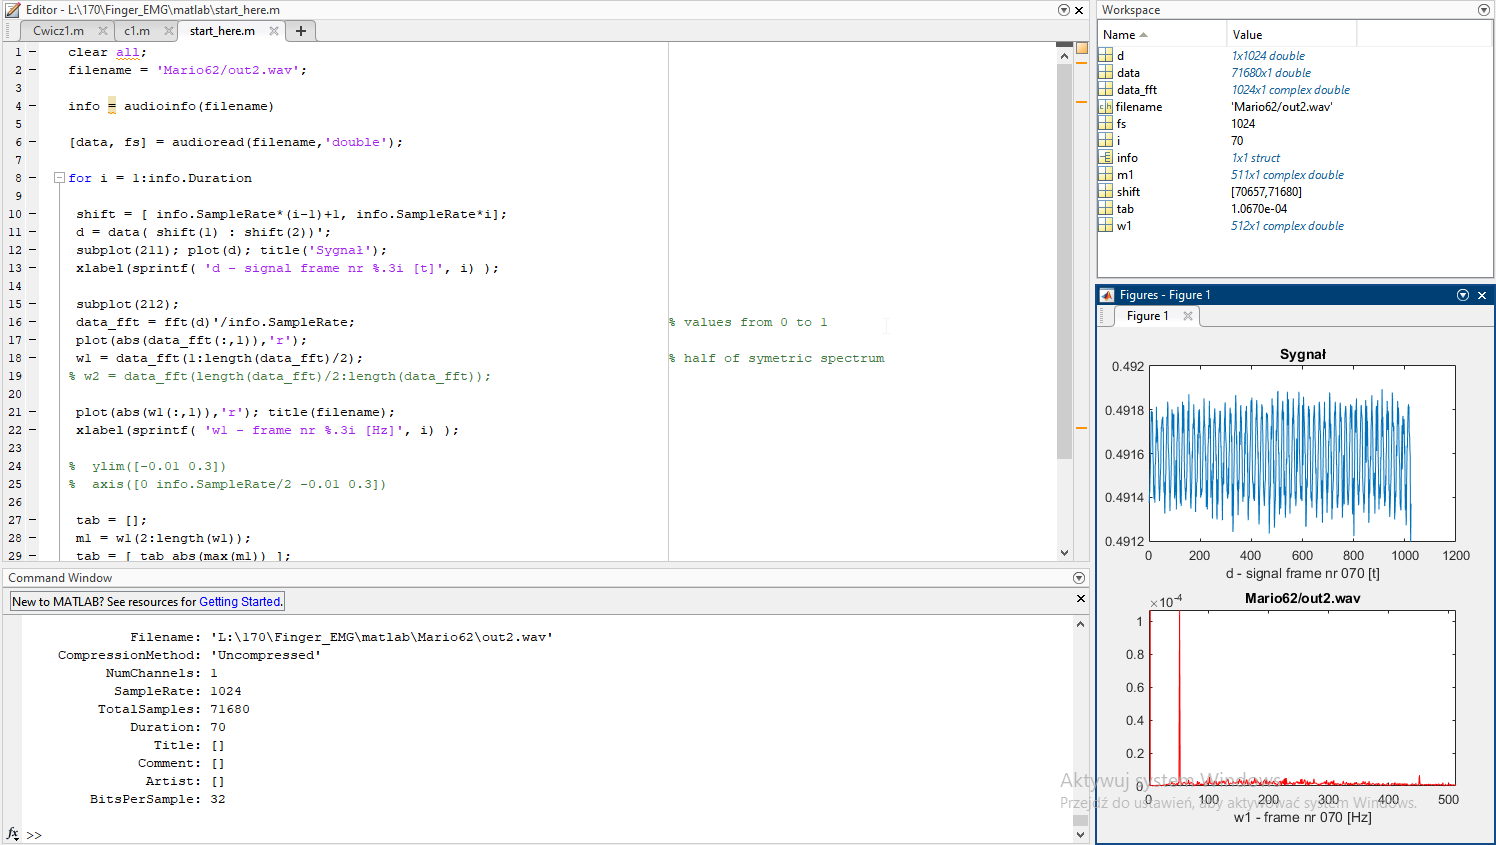 Editor - L:\170\Finger_EMG\matlab\start_here.m
Cwicz1.m
c1.m
start_here.m
1 clear all;
2 filename = 'Mario62/out2.wav';
3
4 info = audioinfo(filename)
5
6 [data, fs] = audioread(filename,'double');
7
8 for i = 1:info.Duration
9
10 shift = [ info.SampleRate*(i-1)+1, info.SampleRate*i];
11 d = data( shift(1) : shift(2))';
12 subplot(211); plot(d); title('Sygnał');
13 xlabel(sprintf( 'd - signal frame nr %.3i [t]', i) );
14
15 subplot(212);
16 data_fft = fft(d)'/info.SampleRate; % values from 0 to 1
17 plot(abs(data_fft(:,1)),'r');
18 w1 = data_fft(1:length(data_fft)/2); % half of symetric spectrum
19 % w2 = data_fft(length(data_fft)/2:length(data_fft));
20
21 plot(abs(w1(:,1)),'r'); title(filename);
22 xlabel(sprintf( 'w1 - frame nr %.3i [Hz]', i) );
23
24 % ylim([-0.01 0.3])
25 % axis([0 info.SampleRate/2 -0.01 0.3])
26
27 tab = [];
28 m1 = w1(2:length(w1));
29 tab = [ tab abs(max(m1)) ];
Command Window
New to MATLAB? See resources for Getting Started.
Filename: 'L:\170\Finger_EMG\matlab\Mario62\out2.wav'
CompressionMethod: 'Uncompressed'
NumChannels: 1
SampleRate: 1024
TotalSamples: 71680
Duration: 70
Title: []
Comment: []
Artist: []
BitsPerSample: 32
fx >>
Workspace
Name Value
d 1x1024 double
data 71680x1 double
data_fft 1024x1 complex double
filename 'Mario62/out2.wav'
fs 1024
i 70
info 1x1 struct
m1 511x1 complex double
shift [70657,71680]
tab 1.0670e-04
w1 512x1 complex double
Figures - Figure 1
Figure 1
Sygnał
0.492
0.4918
0.4916
0.4914
0.4912
0 200 400 600 800 1000 1200
d - signal frame nr 070 [t]
×10-4
Mario62/out2.wav
1
0.8
0.6
0.4
0.2
0
0 100 200 300 400 500
w1 - frame nr 070 [Hz]
Aktywuj system Windows
Przejdź do ustawień, aby aktywować system Windows.